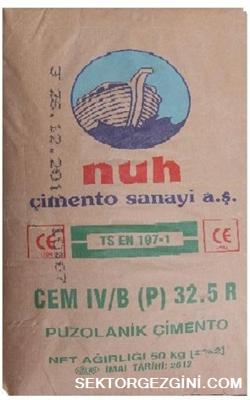 nuh
çimento sanayi a.ş.
CE TS EN 197-1 CE
CEM IV/B (P) 32.5 R
PUZOLANİK ÇİMENTO
NET AĞIRLIĞI 50 kg
İMAL TARİHİ: 2012
SEKTORGEZGINI.COM